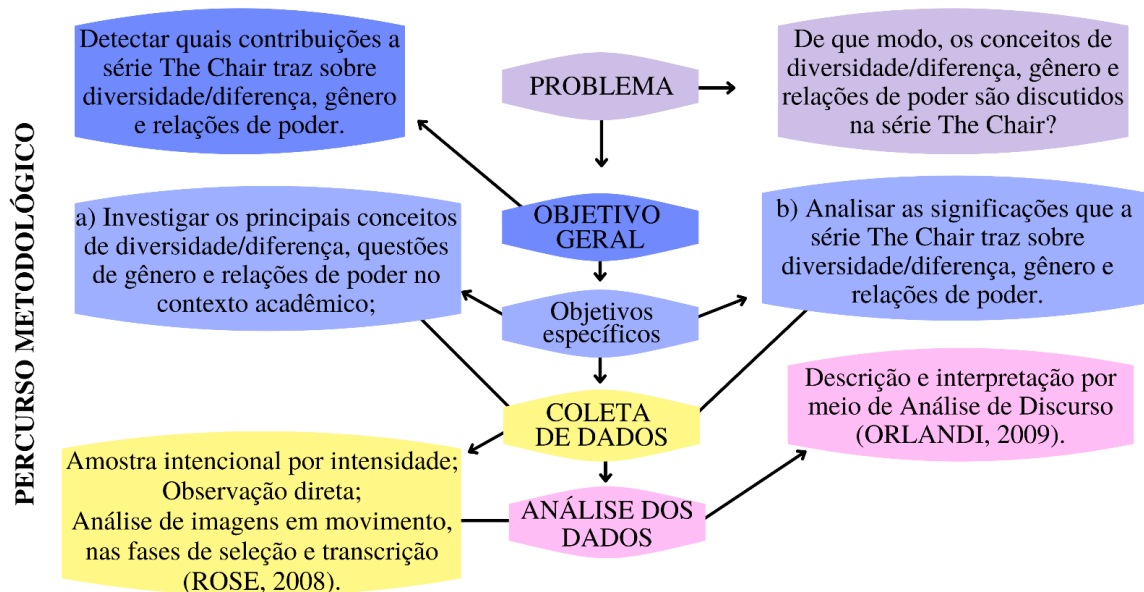 PERCURSO METODOLÓGICO
PROBLEMA
De que modo, os conceitos de
diversidade/diferença, gênero e
relações de poder são discutidos
na série The Chair?
OBJETIVO
GERAL
Detectar quais contribuições a
série The Chair traz sobre
diversidade/diferença, gênero
e relações de poder.
Objetivos
específicos
a) Investigar os principais conceitos
de diversidade/diferença, questões
de gênero e relações de poder no
contexto acadêmico;
b) Analisar as significações que a
série The Chair traz sobre
diversidade/diferença, gênero e
relações de poder.
COLETA
DE DADOS
Amostra intencional por intensidade;
Observação direta;
Análise de imagens em movimento,
nas fases de seleção e transcrição
(ROSE, 2008).
ANÁLISE DOS
DADOS
Descrição e interpretação por
meio de Análise de Discurso
(ORLANDI, 2009).